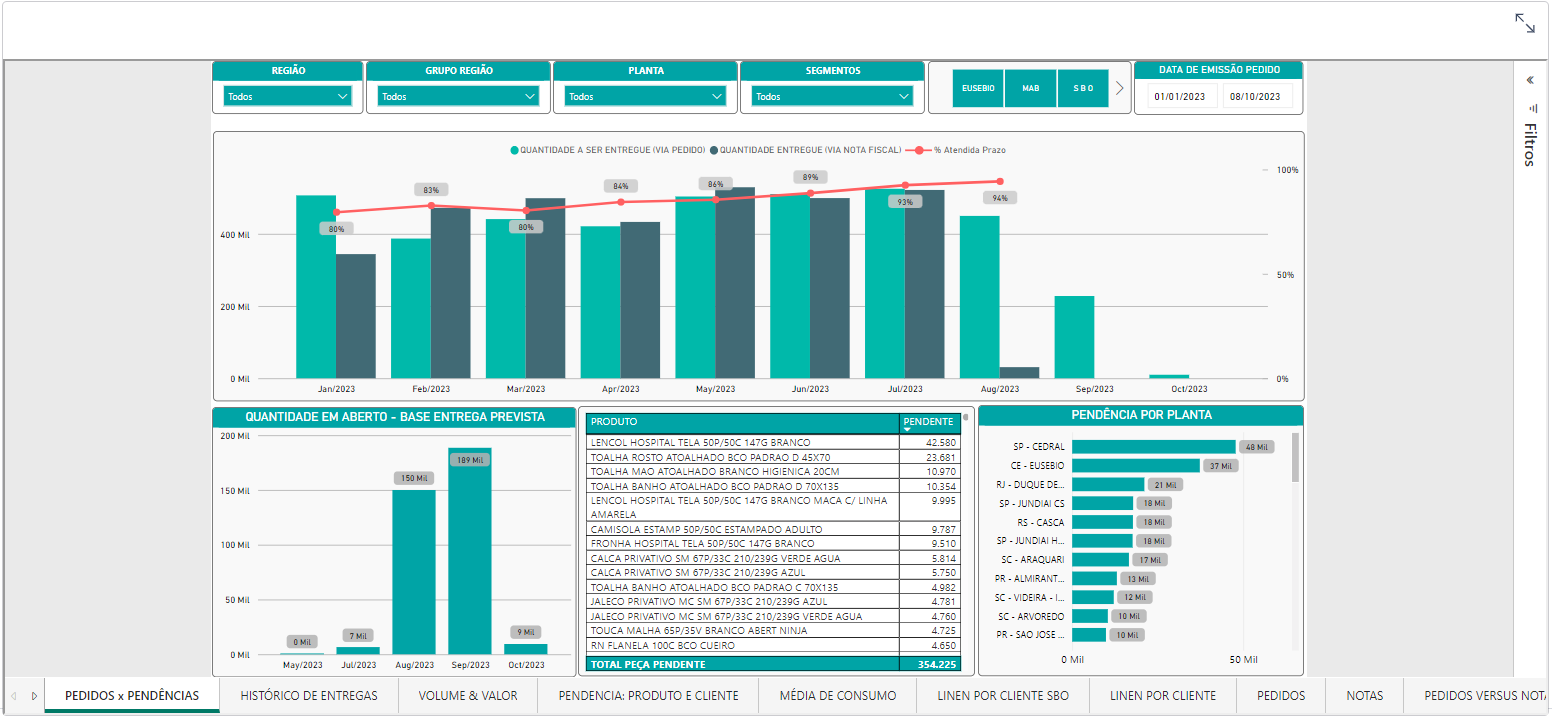 REGIÃO
Todos
GRUPO REGIÃO
Todos
PLANTA
Todos
SEGMENTOS
Todos
EUSEBIO
MAB
S B O
DATA DE EMISSÃO PEDIDO
01/01/2023
08/10/2023
Filtros
QUANTIDADE A SER ENTREGUE (VIA PEDIDO)
QUANTIDADE ENTREGUE (VIA NOTA FISCAL)
% Atendida Prazo
400 Mil
200 Mil
0 Mil
100%
50%
0%
80%
83%
80%
84%
86%
89%
93%
94%
Jan/2023
Feb/2023
Mar/2023
Apr/2023
May/2023
Jun/2023
Jul/2023
Aug/2023
Sep/2023
Oct/2023
QUANTIDADE EM ABERTO - BASE ENTREGA PREVISTA
200 Mil
150 Mil
100 Mil
50 Mil
0 Mil
0 Mil
7 Mil
150 Mil
189 Mil
9 Mil
May/2023
Jul/2023
Aug/2023
Sep/2023
Oct/2023
PRODUTO PENDENTE
LENCOL HOSPITAL TELA 50P/50C 147G BRANCO 42.580
TOALHA ROSTO ATOALHADO BCO PADRAO D 45X70 23.681
TOALHA MAO ATOALHADO BRANCO HIGIENICA 20CM 10.970
TOALHA BANHO ATOALHADO BCO PADRAO D 70X135 10.354
LENCOL HOSPITAL TELA 50P/50C 147G BRANCO MACA C/ LINHA 9.995
AMARELA
CAMISOLA ESTAMP 50P/50C ESTAMPADO ADULTO 9.787
FRONHA HOSPITAL TELA 50P/50C 147G BRANCO 9.510
CALCA PRIVATIVO SM 67P/33C 210/239G VERDE AGUA 5.814
CALCA PRIVATIVO SM 67P/33C 210/239G AZUL 5.750
TOALHA BANHO ATOALHADO BCO PADRAO C 70X135 4.982
JALECO PRIVATIVO MC SM 67P/33C 210/239G AZUL 4.781
JALECO PRIVATIVO MC SM 67P/33C 210/239G VERDE AGUA 4.760
TOUCA MALHA 65P/35V BRANCO ABERT NINJA 4.725
RN FLANELA 100C BCO CUEIRO 4.650
TOTAL PEÇA PENDENTE 354.225
PENDÊNCIA POR PLANTA
SP - CEDRAL 48 Mil
CE - EUSEBIO 37 Mil
RJ - DUQUE DE... 21 Mil
SP - JUNDIAI CS 18 Mil
RS - CASCA 18 Mil
SP - JUNDIAI H... 18 Mil
SC - ARAQUARI 17 Mil
PR - ALMIRANT... 13 Mil
SC - VIDEIRA - I... 12 Mil
SC - ARVOREDO 10 Mil
PR - SAO JOSE ... 10 Mil
0 Mil
50 Mil
PEDIDOS x PENDÊNCIAS
HISTÓRICO DE ENTREGAS
VOLUME & VALOR
PENDENCIA: PRODUTO E CLIENTE
MÉDIA DE CONSUMO
LINEN POR CLIENTE SBO
LINEN POR CLIENTE
PEDIDOS
NOTAS
PEDIDOS VERSUS NOTA